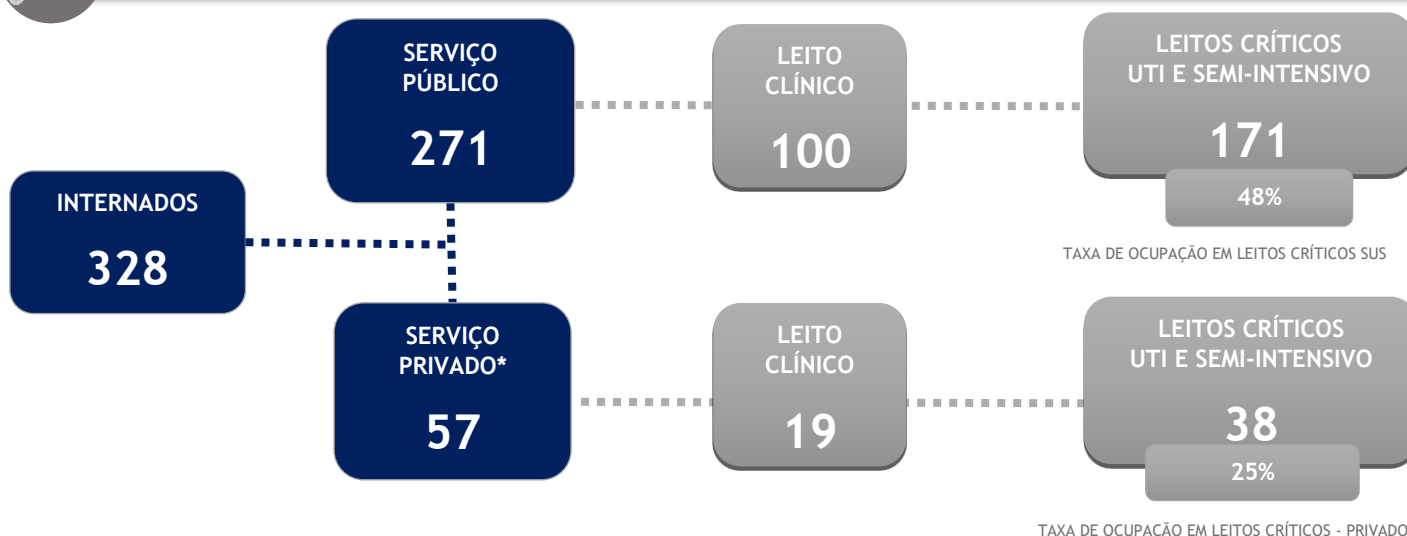 SERVIÇO
PÚBLICO
271
LEITO
CLÍNICO
100
LEITOS CRÍTICOS
UTI E SEMI-INTENSIVO
171
48%
TAXA DE OCUPAÇÃO EM LEITOS CRÍTICOS SUS
INTERNADOS
328
SERVIÇO
PRIVADO*
57
LEITO
CLÍNICO
19
LEITOS CRÍTICOS
UTI E SEMI-INTENSIVO
38
25%
TAXA DE OCUPAÇÃO EM LEITOS CRÍTICOS - PRIVADO